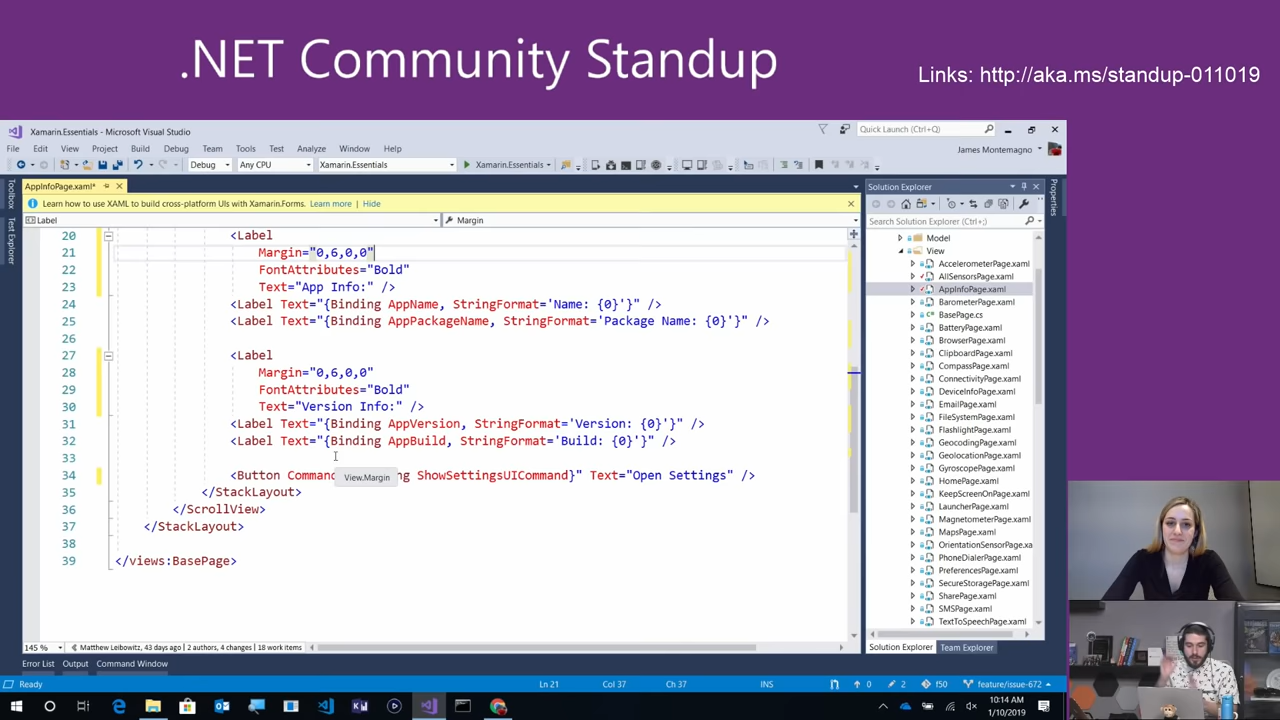 .NET Community Standup
Links: http://aka.ms/standup-011019
Xamarin.Essentials - Microsoft Visual Studio
Quick Launch (Ctrl+Q)
File Edit View Project Build Debug Team Tools Test Analyze Window Help
James Montemagno
Debug Any CPU Xamarin.Essentials Xamarin.Essentials
Toolbox
Test Explorer
AppInfoPage.xaml*
Learn how to use XAML to build cross-platform UIs with Xamarin.Forms. Learn more Hide
Label Margin
20 <Label
21 Margin="0,6,0,0"
22 FontAttributes="Bold"
23 Text="App Info:" />
24 <Label Text="{Binding AppName, StringFormat='Name: {0}'}" />
25 <Label Text="{Binding AppPackageName, StringFormat='Package Name: {0}'}" />
26
27 <Label
28 Margin="0,6,0,0"
29 FontAttributes="Bold"
30 Text="Version Info:" />
31 <Label Text="{Binding AppVersion, StringFormat='Version: {0}'}" />
32 <Label Text="{Binding AppBuild, StringFormat='Build: {0}'}" />
33
34 <Button Command ng ShowSettingsUICommand}" Text="Open Settings" />
View.Margin
35 </StackLayout>
36 </ScrollView>
37 </StackLayout>
38
39 </views:BasePage>
145 % Matthew Leibowitz, 43 days ago | 2 authors, 4 changes | 18 work items
Error List Output Command Window
Solution Explorer
Search Solution Explorer (Ctrl+;)
Model
View
AccelerometerPage.xaml
AllSensorsPage.xaml
AppInfoPage.xaml
BarometerPage.xaml
BasePage.cs
BatteryPage.xaml
BrowserPage.xaml
ClipboardPage.xaml
CompassPage.xaml
ConnectivityPage.xaml
DeviceInfoPage.xaml
EmailPage.xaml
FileSystemPage.xaml
FlashlightPage.xaml
GeocodingPage.xaml
GeolocationPage.xaml
GyroscopePage.xaml
HomePage.xaml
KeepScreenOnPage.xaml
LauncherPage.xaml
MagnetometerPage.xaml
MapsPage.xaml
OrientationSensorPage.xa
PhoneDialerPage.xaml
PreferencesPage.xaml
SecureStoragePage.xaml
SharePage.xaml
SMSPage.xaml
TextToSpeechPage.xaml
Solution Explorer Team Explorer
Properties
Ready Ln 21 Col 37 Ch 37 INS 0 2 f50 feature/issue-672
10:14 AM
1/10/2019